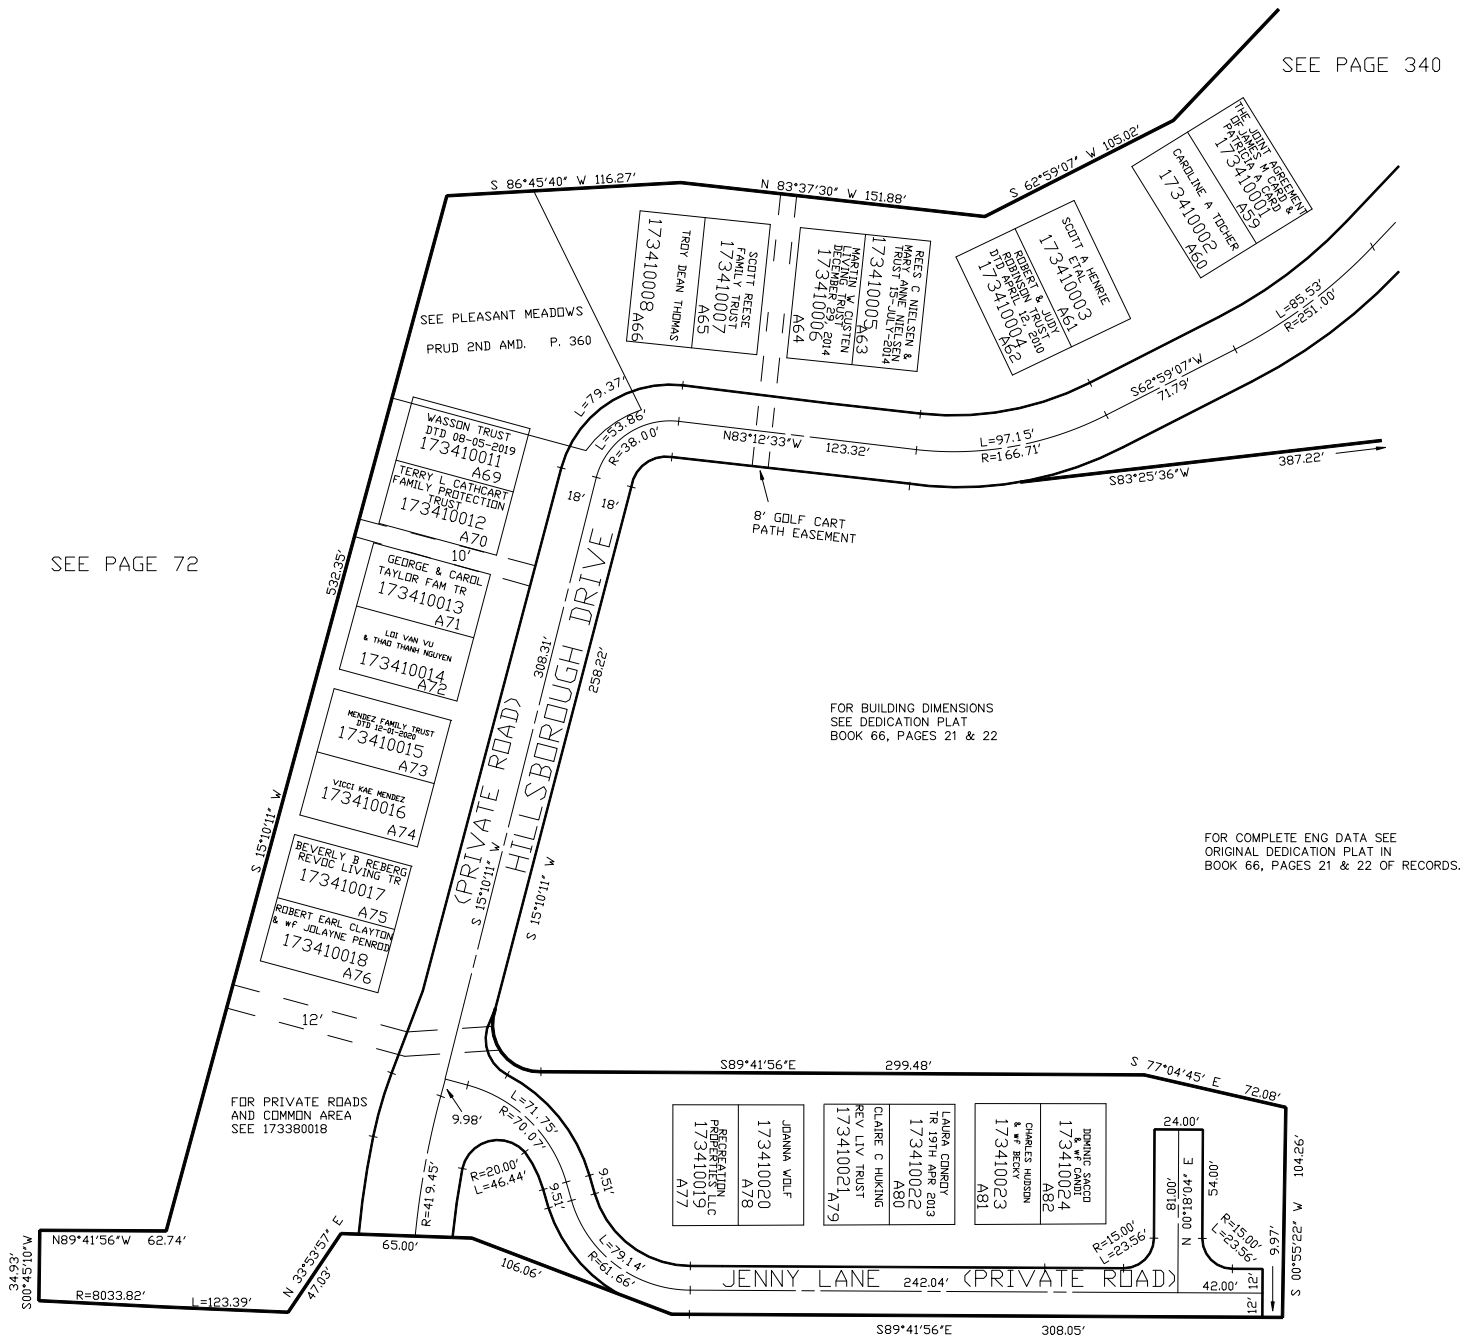 SEE PAGE 340
S 86°45'40" W 116.27'
N 83°37'30" W 151.88'
S 62°59'07" W 105.02'
THE JOINT AGREEMENT
OF JAMES M CARD &
PATRICIA A CARD
173410001
A59
CAROLINE A TOCHER
173410002
A60
SCOTT A HENRIE
ETAL
173410003
A61
ROBERT & JUDY
ROBINSON TRUST
DTD APRIL 12, 2010
173410004
A62
REES C NIELSEN &
MARY ANNE NIELSEN
TRUST 15-JULY-2014
173410005
A63
MARTIN W CUSTEN
LIVING TRUST
DECEMBER 29, 2014
173410006
A64
SCOTT REESE
FAMILY TRUST
173410007
A65
TROY DEAN THOMAS
173410008
A66
SEE PLEASANT MEADOWS
PRUD 2ND AMD. P. 360
L=85.53'
R=251.00'
S62°59'07"W
71.79'
L=97.15'
R=166.71'
N83°12'33"W 123.32'
L=79.37'
L=53.86'
R=38.00'
S83°25'36"W 387.22'
18' 18'
8' GOLF CART
PATH EASEMENT
WASSON TRUST
DTD 08-05-2019
173410011
A69
TERRY L CATHCART
FAMILY PROTECTION
TRUST
173410012
A70
10'
SEE PAGE 72
532.35'
S 15°10'11" W
GEORGE & CAROL
TAYLOR FAM TR
173410013
A71
LOI VAN VU
& THAO THANH NGUYEN
173410014
A72
MENDEZ FAMILY TRUST
DTD 12-01-2020
173410015
A73
VICCI KAE MENDEZ
173410016
A74
BEVERLY B REBERG
REVOC LIVING TR
173410017
A75
ROBERT EARL CLAYTON
& wf JOLAYNE PENROD
173410018
A76
12'
HILLSBOROUGH DRIVE
(PRIVATE ROAD)
308.31'
S 15°10'11" W
258.22'
S 15°10'11" W
FOR BUILDING DIMENSIONS
SEE DEDICATION PLAT
BOOK 66, PAGES 21 & 22
FOR COMPLETE ENG DATA SEE
ORIGINAL DEDICATION PLAT IN
BOOK 66, PAGES 21 & 22 OF RECORDS.
FOR PRIVATE ROADS
AND COMMON AREA
SEE 173380018
9.98'
R=419.45'
L=71.75'
R=70.07'
R=20.00'
L=46.44'
9.51'
9.51'
L=79.14'
R=61.66'
S89°41'56"E 299.48'
S 77°04'45" E 72.08'
RECREATION
PROPERTIES LLC
173410019
A77
JOANNA WOLF
173410020
A78
CLAIRE C HUKING
REV LIV TRUST
173410021
A79
LAURA CONROY
TR 19TH APR 2013
173410022
A80
CHARLES HUDSON
& wf BECKY
173410023
A81
DOMINIC SACCO
& wf CANDI
173410024
A82
24.00'
54.00'
81.00'
N 00°18'04" E
R=15.00'
L=23.56'
R=15.00'
L=23.56'
104.26'
S 00°55'22" W
9.97'
42.00'
12'
12'
JENNY LANE 242.04' (PRIVATE ROAD)
S89°41'56"E 308.05'
N89°41'56"W 62.74'
34.93'
S00°45'10"W
R=8033.82' L=123.39'
N 33°53'57" E
47.03'
65.00'
106.06'